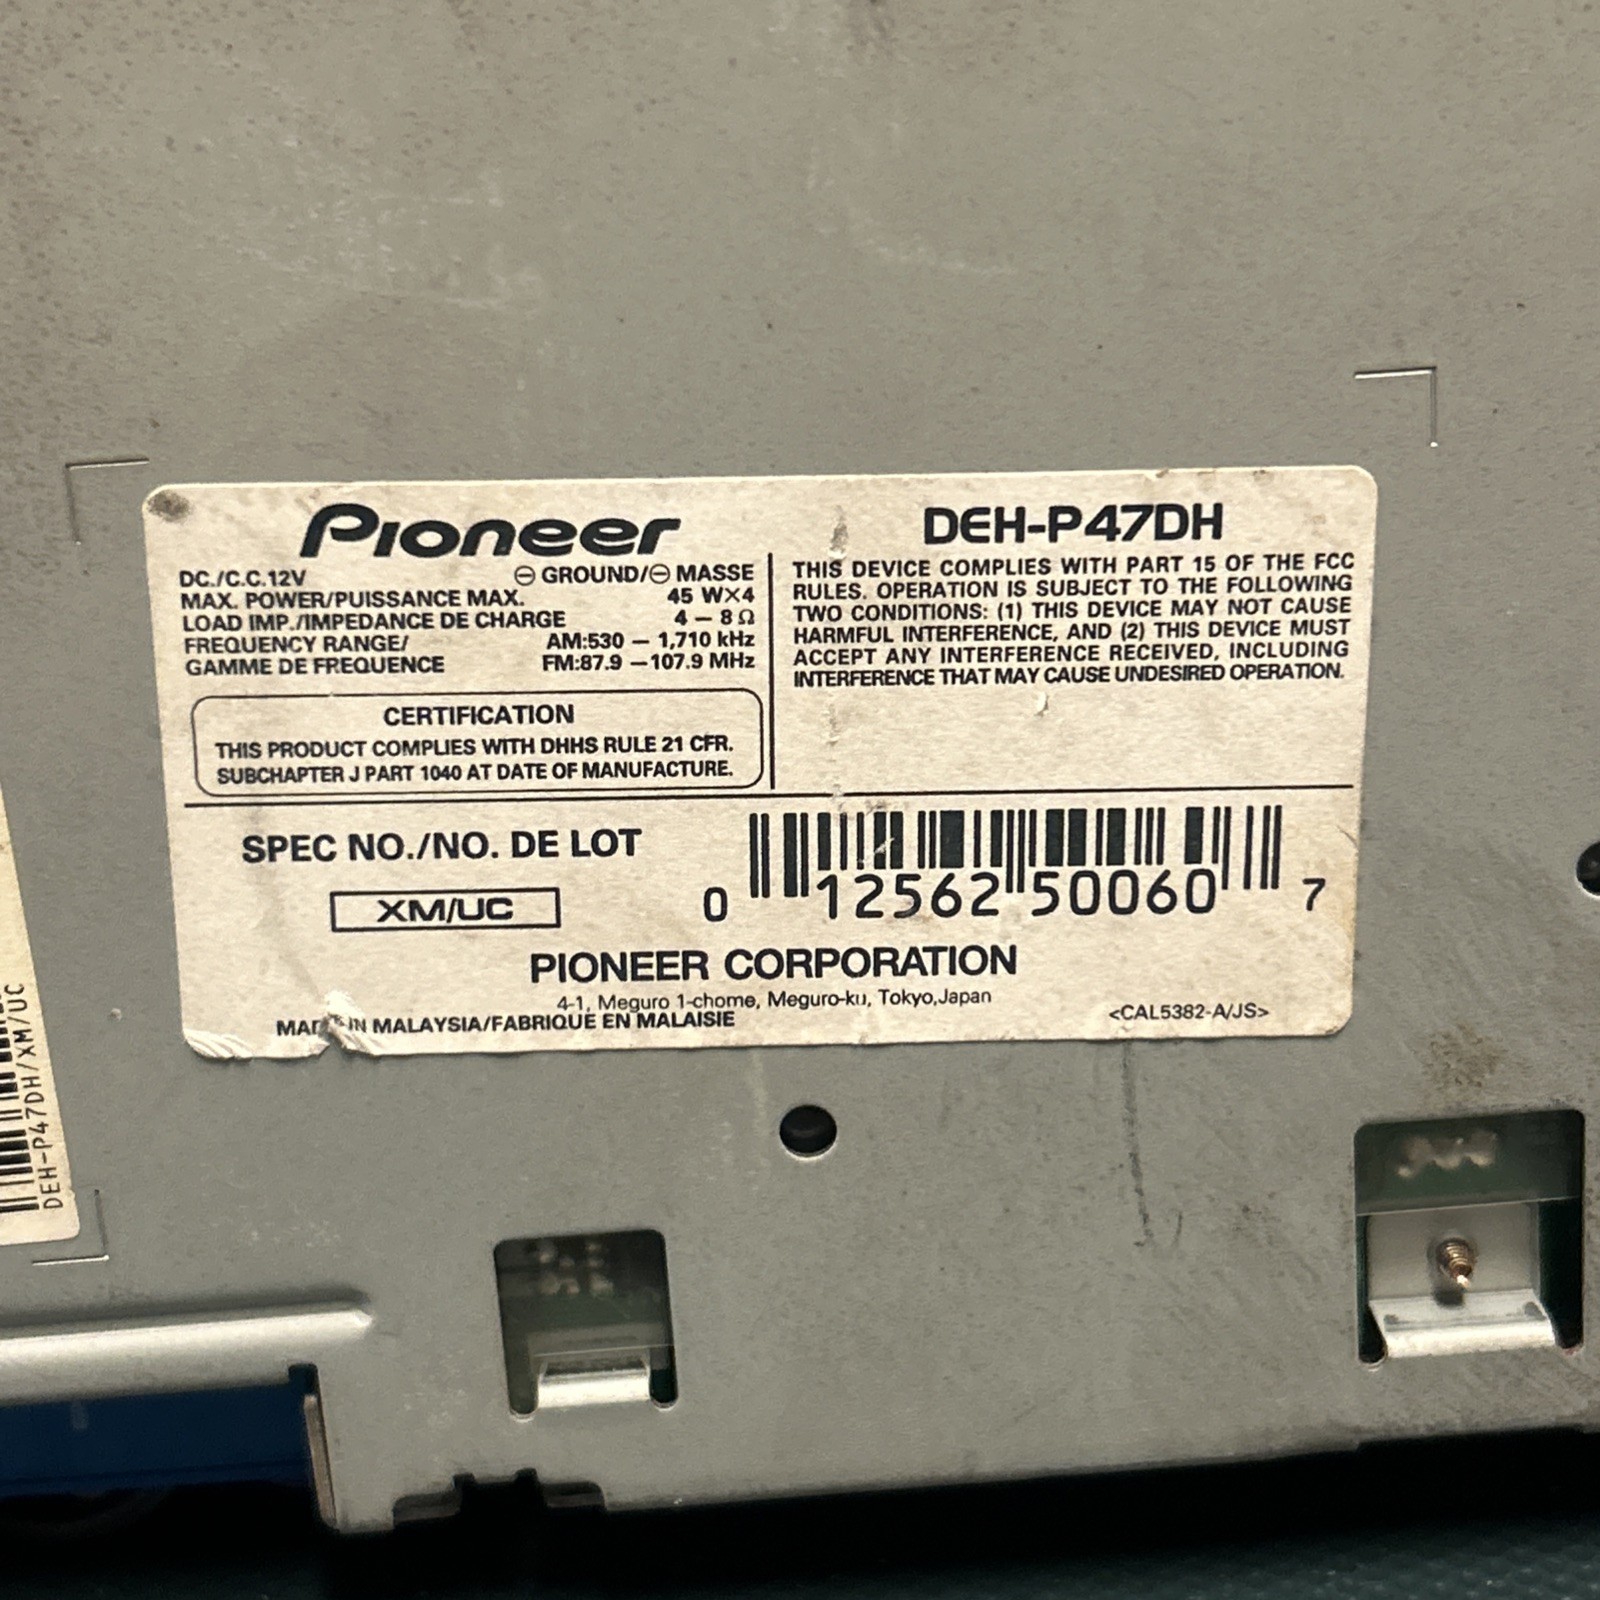 Pioneer
DC./C.C.12V ⊖ GROUND/⊖ MASSE
MAX. POWER/PUISSANCE MAX. 45 W×4
LOAD IMP./IMPEDANCE DE CHARGE 4 – 8 Ω
FREQUENCY RANGE/ AM:530 – 1,710 kHz
GAMME DE FREQUENCE FM:87.9 – 107.9 MHz
CERTIFICATION
THIS PRODUCT COMPLIES WITH DHHS RULE 21 CFR.
SUBCHAPTER J PART 1040 AT DATE OF MANUFACTURE.
DEH-P47DH
THIS DEVICE COMPLIES WITH PART 15 OF THE FCC
RULES. OPERATION IS SUBJECT TO THE FOLLOWING
TWO CONDITIONS: (1) THIS DEVICE MAY NOT CAUSE
HARMFUL INTERFERENCE, AND (2) THIS DEVICE MUST
ACCEPT ANY INTERFERENCE RECEIVED, INCLUDING
INTERFERENCE THAT MAY CAUSE UNDESIRED OPERATION.
SPEC NO./NO. DE LOT
XM/UC
0 12562 50060 7
PIONEER CORPORATION
4-1, Meguro 1-chome, Meguro-ku, Tokyo,Japan
MADE IN MALAYSIA/FABRIQUE EN MALAISIE
<CAL5382-A/JS>
DEH-P47DH/XM/UC